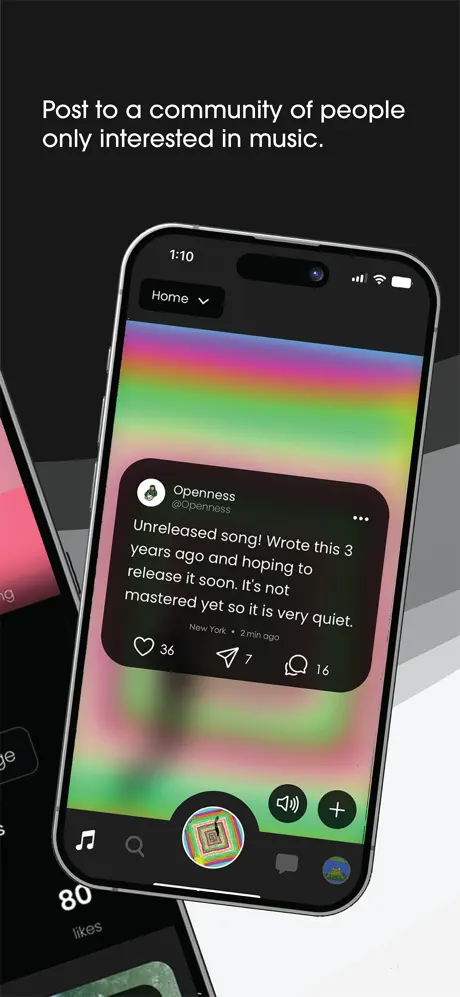 Post to a community of people
only interested in music.
1:10
Home
Openness
@Openness
Unreleased song! Wrote this 3
years ago and hoping to
release it soon. It's not
mastered yet so it is very quiet.
New York • 2 min ago
36
7
16
80
likes